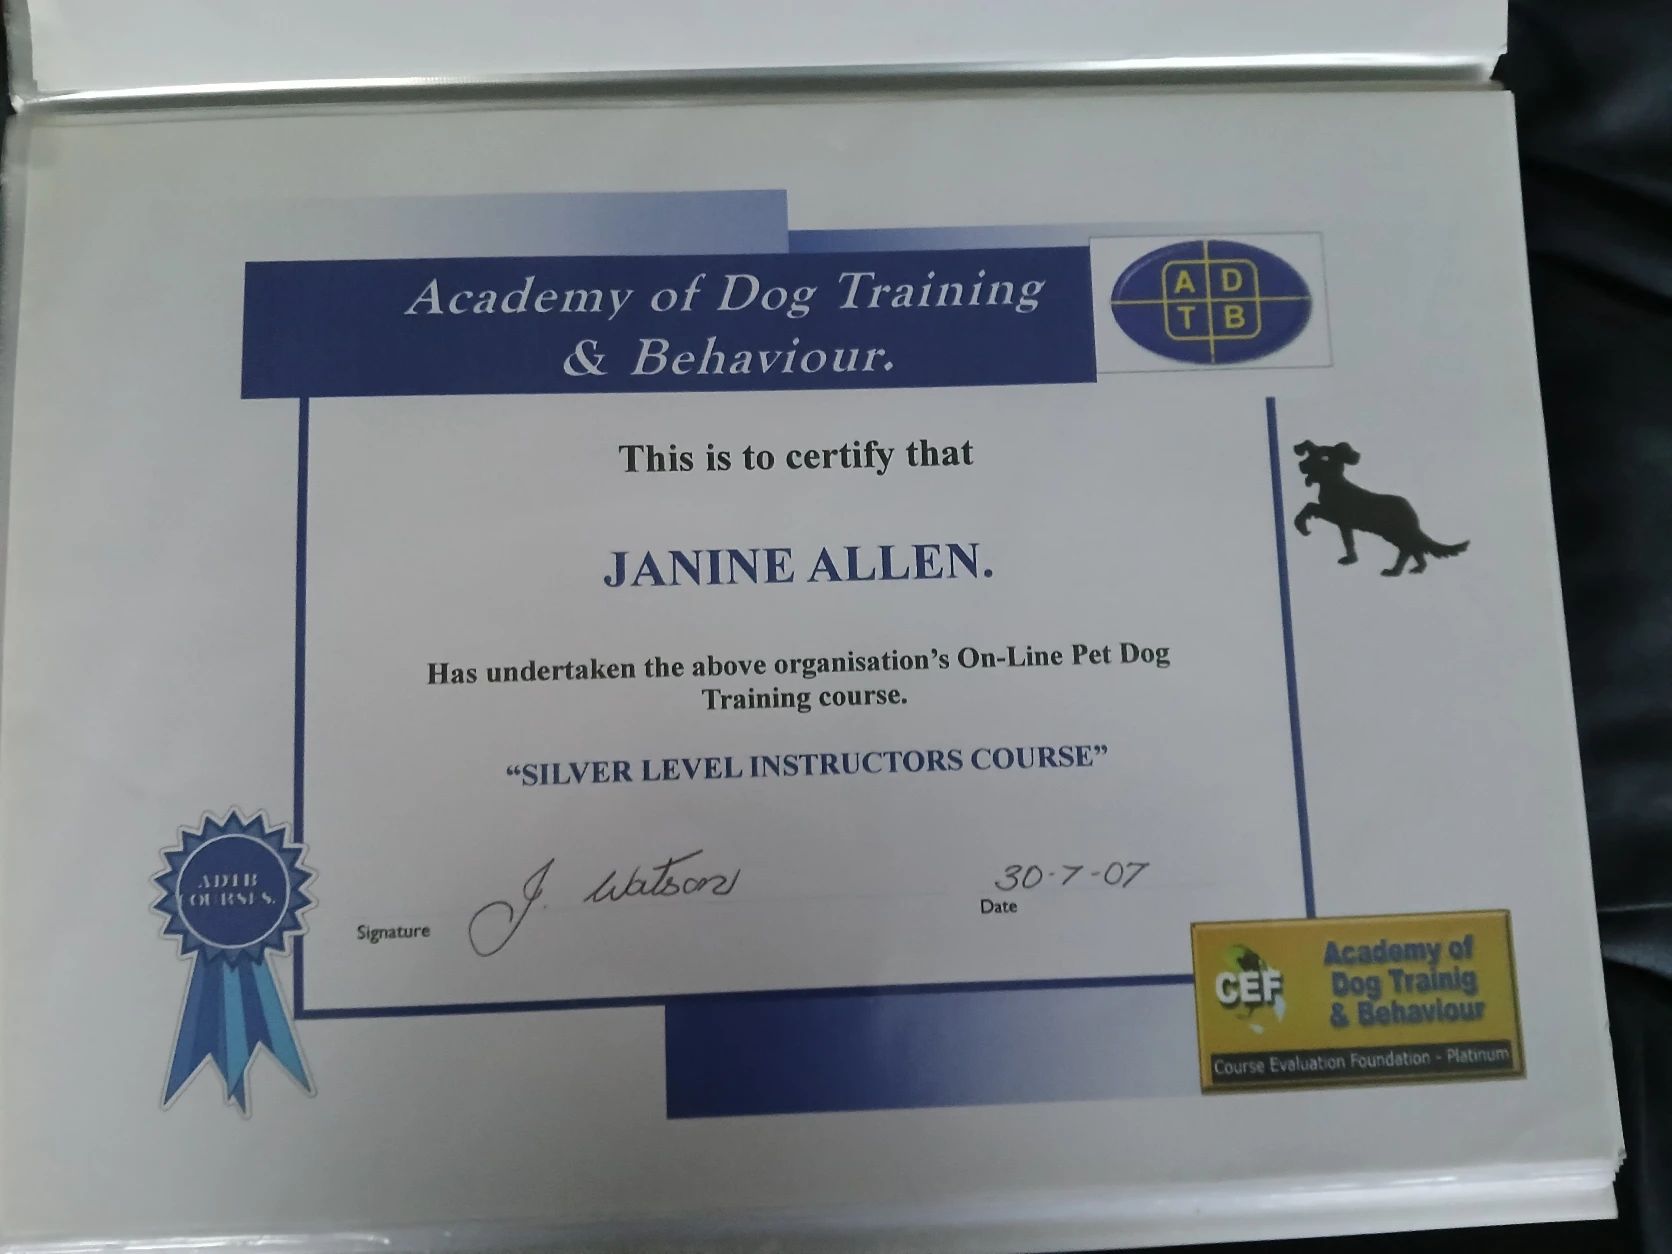 Academy of Dog Training
& Behaviour.
A D
T B
This is to certify that
JANINE ALLEN.
Has undertaken the above organisation's On-Line Pet Dog
Training course.
“SILVER LEVEL INSTRUCTORS COURSE”
ADTB
COURSES.
Signature
J. Watson
30-7-07
Date
CEF
Academy of
Dog Trainig
& Behaviour
Course Evaluation Foundation - Platinum